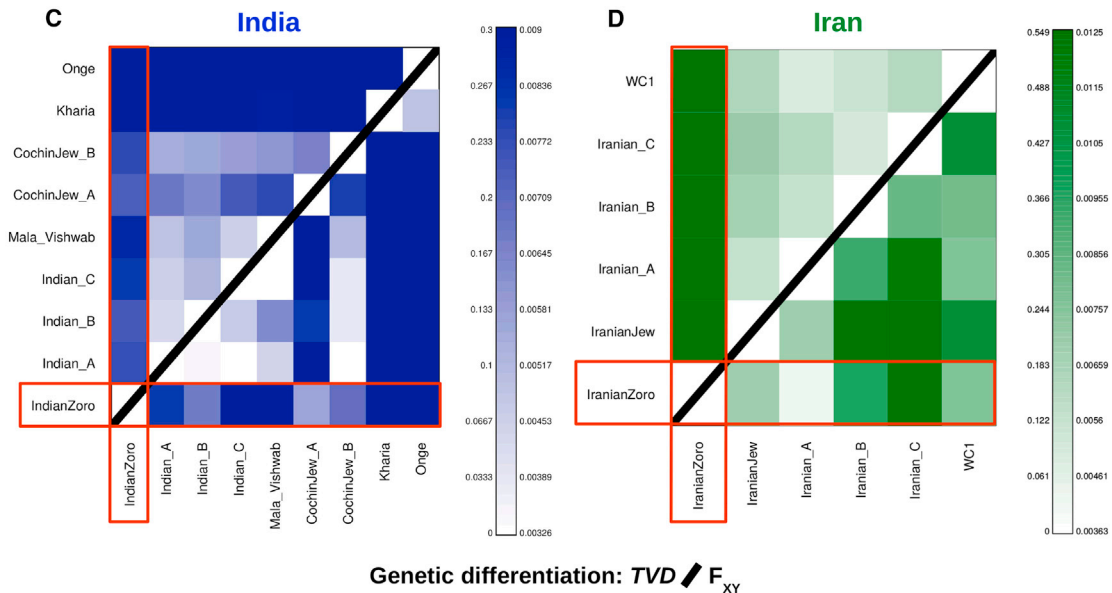 C
India
Onge
Kharia
CochinJew_B
CochinJew_A
Mala_Vishwab
Indian_C
Indian_B
Indian_A
IndianZoro
IndianZoro
Indian_A
Indian_B
Indian_C
Mala_Vishwab
CochinJew_A
CochinJew_B
Kharia
Onge
0.3 0.009
0.267 0.00836
0.233 0.00772
0.2 0.00709
0.167 0.00645
0.133 0.00581
0.1 0.00517
0.0667 0.00453
0.0333 0.00389
0 0.00326
D
Iran
WC1
Iranian_C
Iranian_B
Iranian_A
IranianJew
IranianZoro
IranianZoro
IranianJew
Iranian_A
Iranian_B
Iranian_C
WC1
0.549 0.0125
0.488 0.0115
0.427 0.0105
0.366 0.00955
0.305 0.00856
0.244 0.00757
0.183 0.00659
0.122 0.0056
0.061 0.00461
0 0.00363
Genetic differentiation: TVD / F_XY